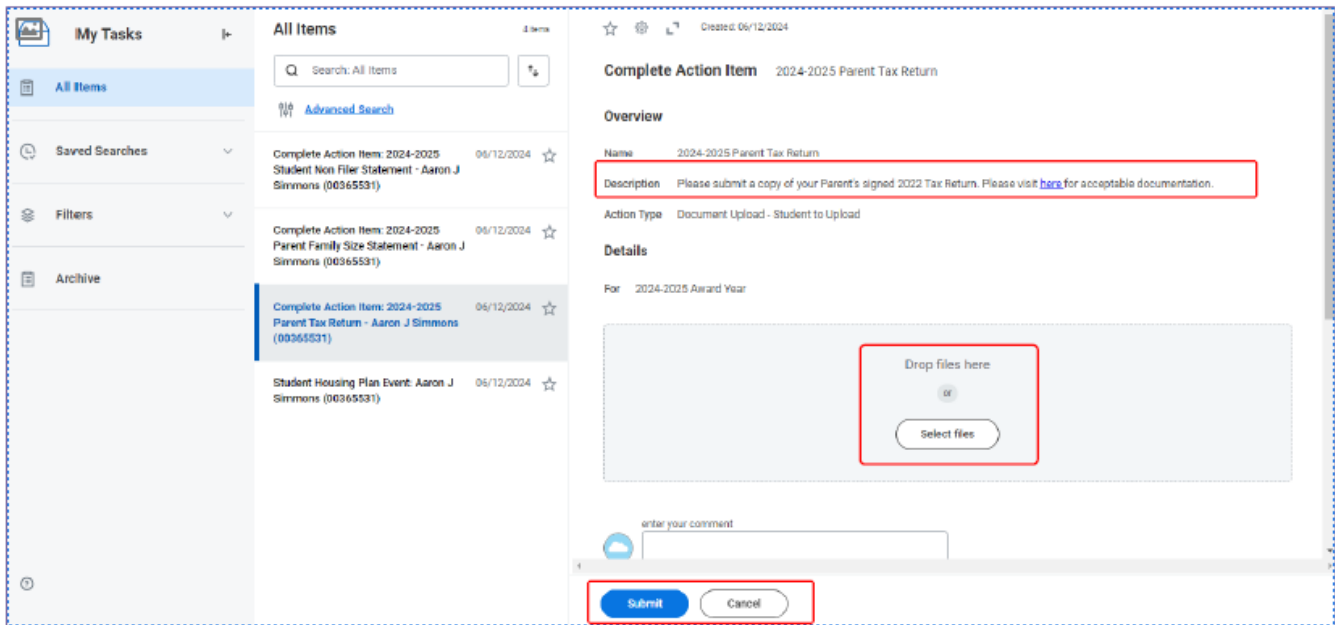 My Tasks
All Items
Saved Searches
Filters
Archive
All Items
4 items
Search: All Items
Advanced Search
Complete Action Item: 2024-2025
06/12/2024
Student Non Filer Statement - Aaron J
Simmons (00365531)
Complete Action Item: 2024-2025
06/12/2024
Parent Family Size Statement - Aaron J
Simmons (00365531)
Complete Action Item: 2024-2025
06/12/2024
Parent Tax Return - Aaron J Simmons
(00365531)
Student Housing Plan Event: Aaron J
06/12/2024
Simmons (00365531)
Created: 06/12/2024
Complete Action Item 2024-2025 Parent Tax Return
Overview
Name 2024-2025 Parent Tax Return
Description Please submit a copy of your Parent's signed 2022 Tax Return. Please visit here for acceptable documentation.
Action Type Document Upload - Student to Upload
Details
For 2024-2025 Award Year
Drop files here
or
Select files
enter your comment
Submit
Cancel